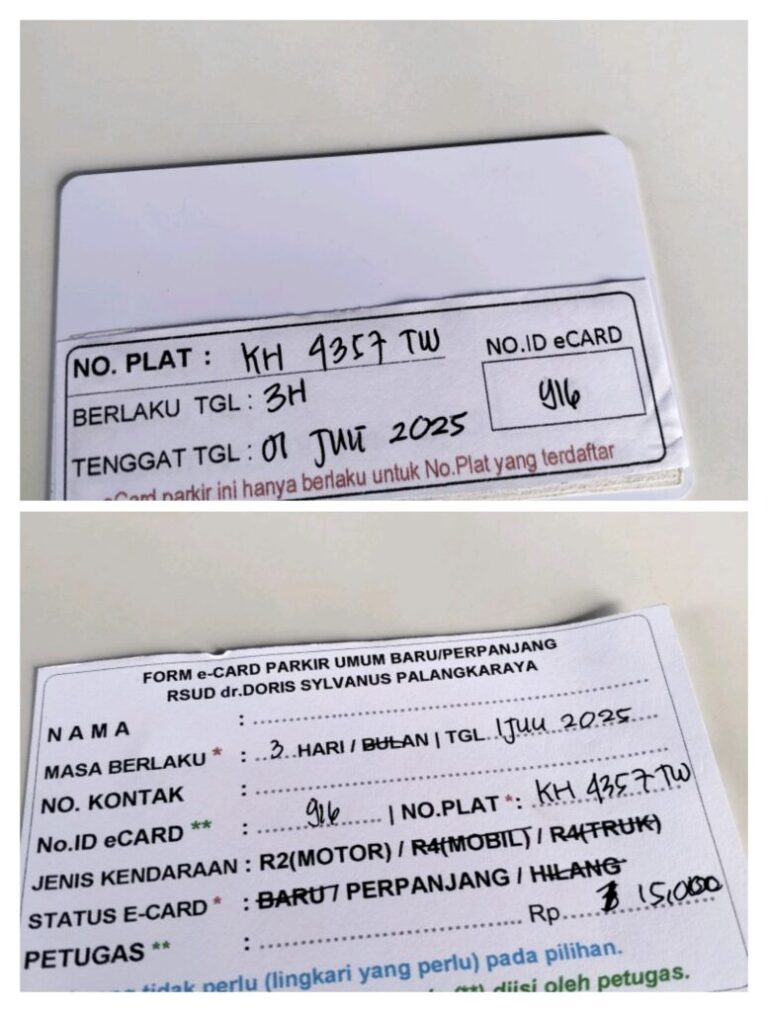 NO. PLAT : KH 4357 TW
NO.ID eCARD
916
BERLAKU TGL : 3H
TENGGAT TGL : 01 JULI 2025
eCard parkir ini hanya berlaku untuk No.Plat yang terdaftar
FORM e-CARD PARKIR UMUM BARU/PERPANJANG
RSUD dr.DORIS SYLVANUS PALANGKARAYA
NAMA :
MASA BERLAKU * : 3 HARI / BULAN | TGL 1 JULI 2025
NO. KONTAK :
No.ID eCARD ** : 916 | NO.PLAT *: KH 4357 TW
JENIS KENDARAAN : R2(MOTOR) / R4(MOBIL) / R4(TRUK)
STATUS E-CARD * : BARU / PERPANJANG / HILANG
PETUGAS ** : Rp. 15,000
tidak perlu (lingkari yang perlu) pada pilihan.
(**) diisi oleh petugas.